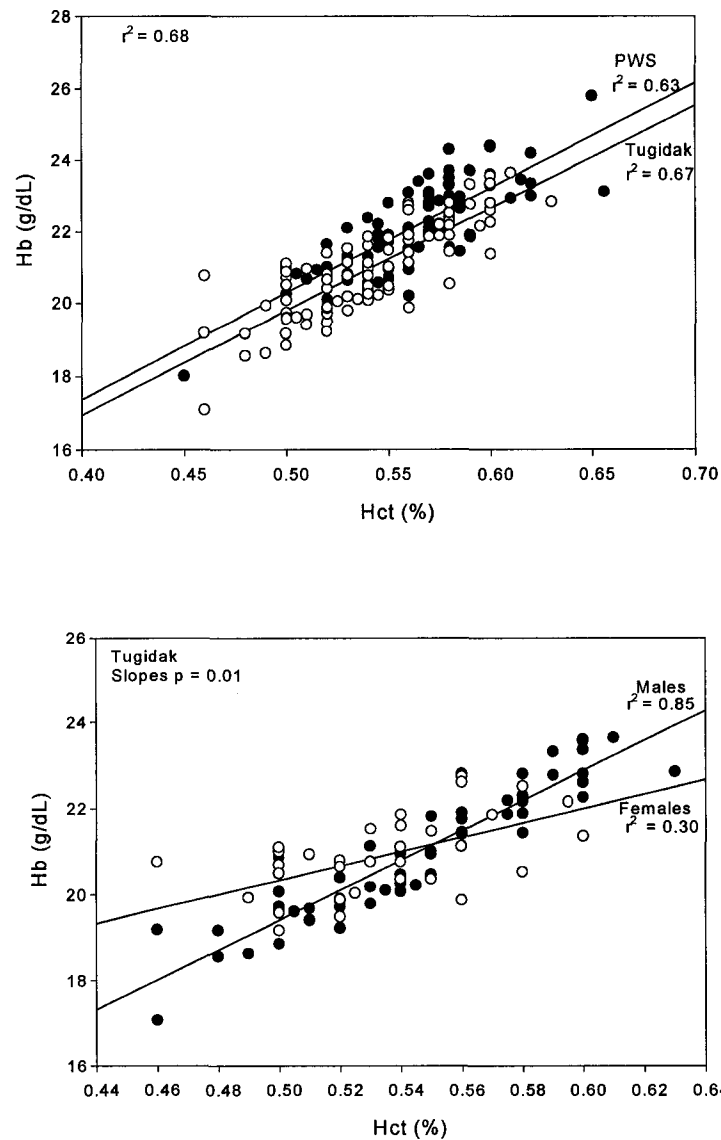 28
r² = 0.68
PWS
r² = 0.63
26
24
Tugidak
r² = 0.67
Hb (g/dL)
22
20
18
16
0.40 0.45 0.50 0.55 0.60 0.65 0.70
Hct (%)
26
Tugidak
Slopes p = 0.01
Males
r² = 0.85
24
Hb (g/dL)
22
Females
r² = 0.30
20
18
16
0.44 0.46 0.48 0.50 0.52 0.54 0.56 0.58 0.60 0.62 0.64
Hct (%)